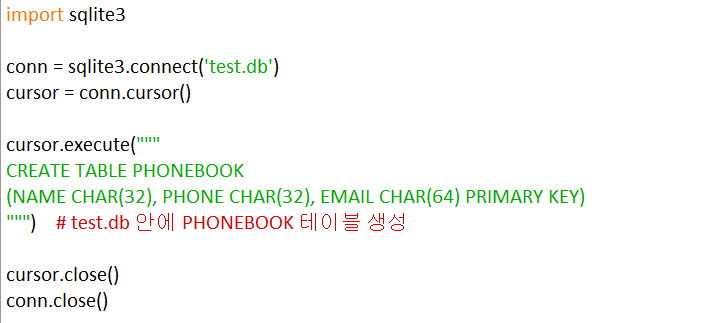 import sqlite3
conn = sqlite3.connect('test.db')
cursor = conn.cursor()
cursor.execute("""
CREATE TABLE PHONEBOOK
(NAME CHAR(32), PHONE CHAR(32), EMAIL CHAR(64) PRIMARY KEY)
""") # test.db 안에 PHONEBOOK 테이블 생성
cursor.close()
conn.close()